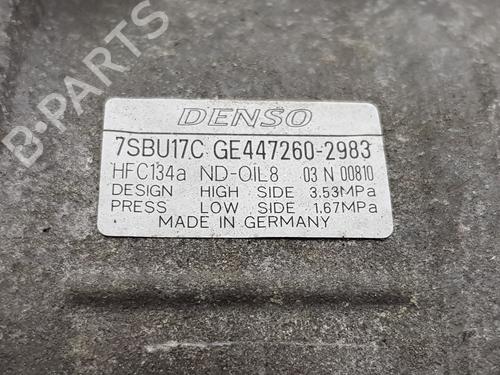 DENSO
7SBU17C GE447260-2983
HFC134a ND-OIL8 03 N 00810
DESIGN HIGH SIDE 3.53MPa
PRESS LOW SIDE 1.67MPa
MADE IN GERMANY
B-PARTS